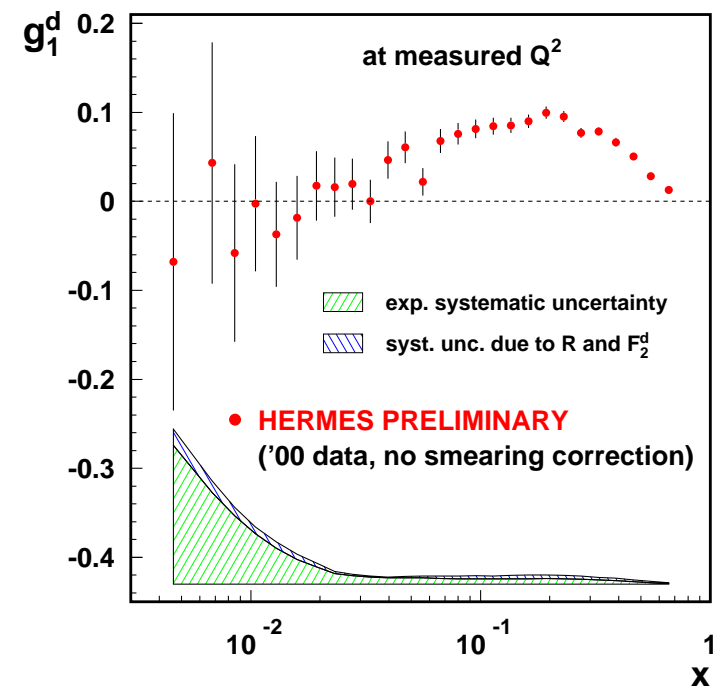 g₁ᵈ
at measured Q²
0.2
0.1
0
-0.1
-0.2
-0.3
-0.4
exp. systematic uncertainty
syst. unc. due to R and F₂ᵈ
HERMES PRELIMINARY
('00 data, no smearing correction)
10⁻²
10⁻¹
1
x